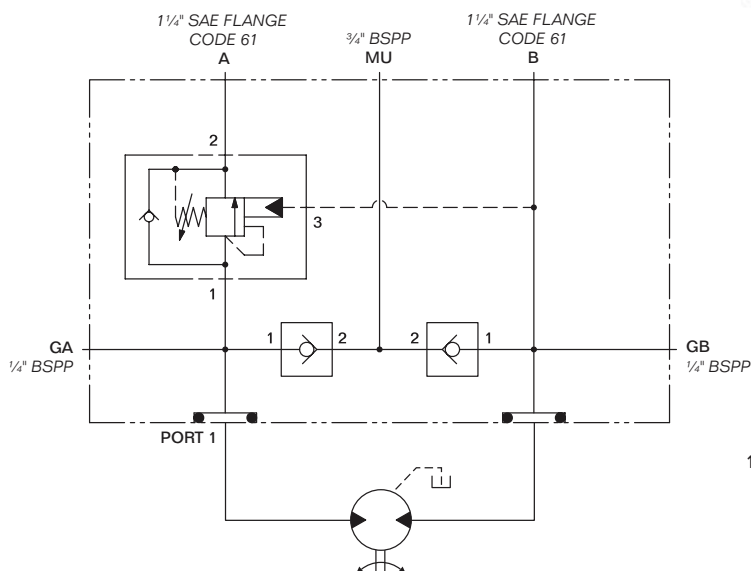 1¼" SAE FLANGE
CODE 61
A
¾" BSPP
MU
1¼" SAE FLANGE
CODE 61
B
2
3
1
GA
¼" BSPP
1
2
2
1
GB
¼" BSPP
PORT 1
1